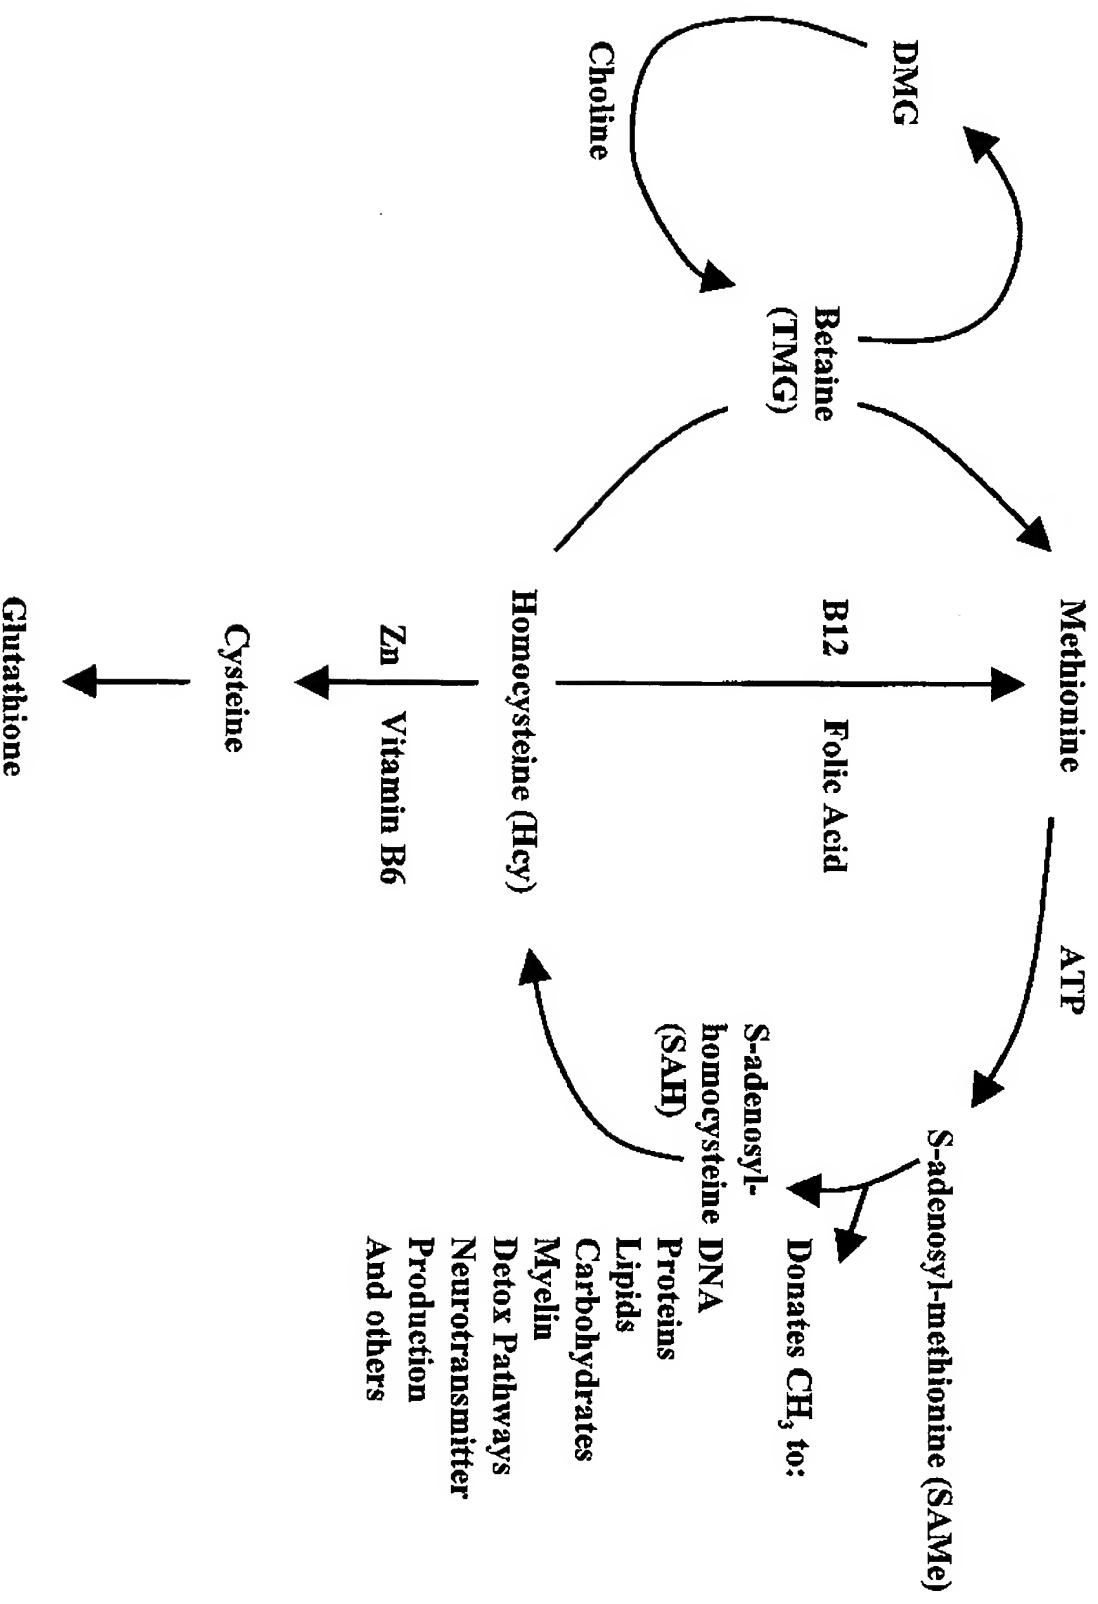 Methionine
ATP
S-adenosyl-methionine (SAMe)
DMG
Betaine
(TMG)
Choline
B12
Folic Acid
Donates CH₃ to:
S-adenosyl-
homocysteine
(SAH)
DNA
Proteins
Lipids
Carbohydrates
Myelin
Detox Pathways
Neurotransmitter
Production
And others
Homocysteine (Hcy)
Zn
Vitamin B6
Cysteine
Glutathione